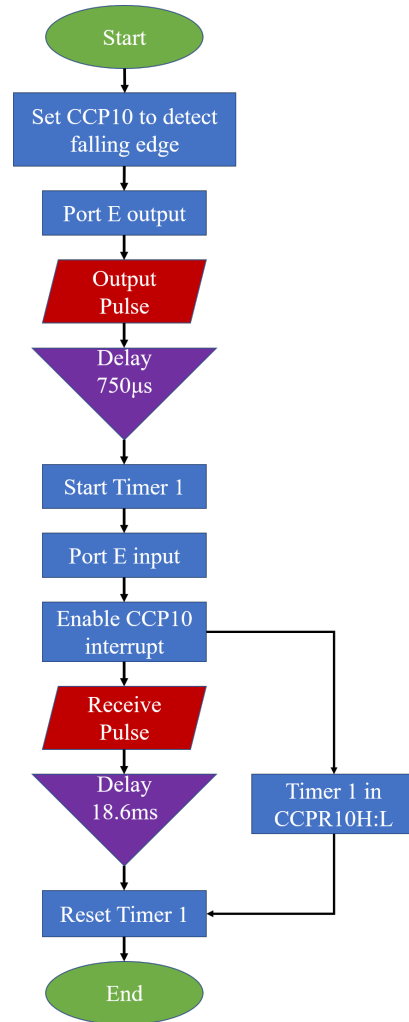 Start
Set CCP10 to detect
falling edge
Port E output
Output
Pulse
Delay
750µs
Start Timer 1
Port E input
Enable CCP10
interrupt
Receive
Pulse
Delay
18.6ms
Timer 1 in
CCPR10H:L
Reset Timer 1
End